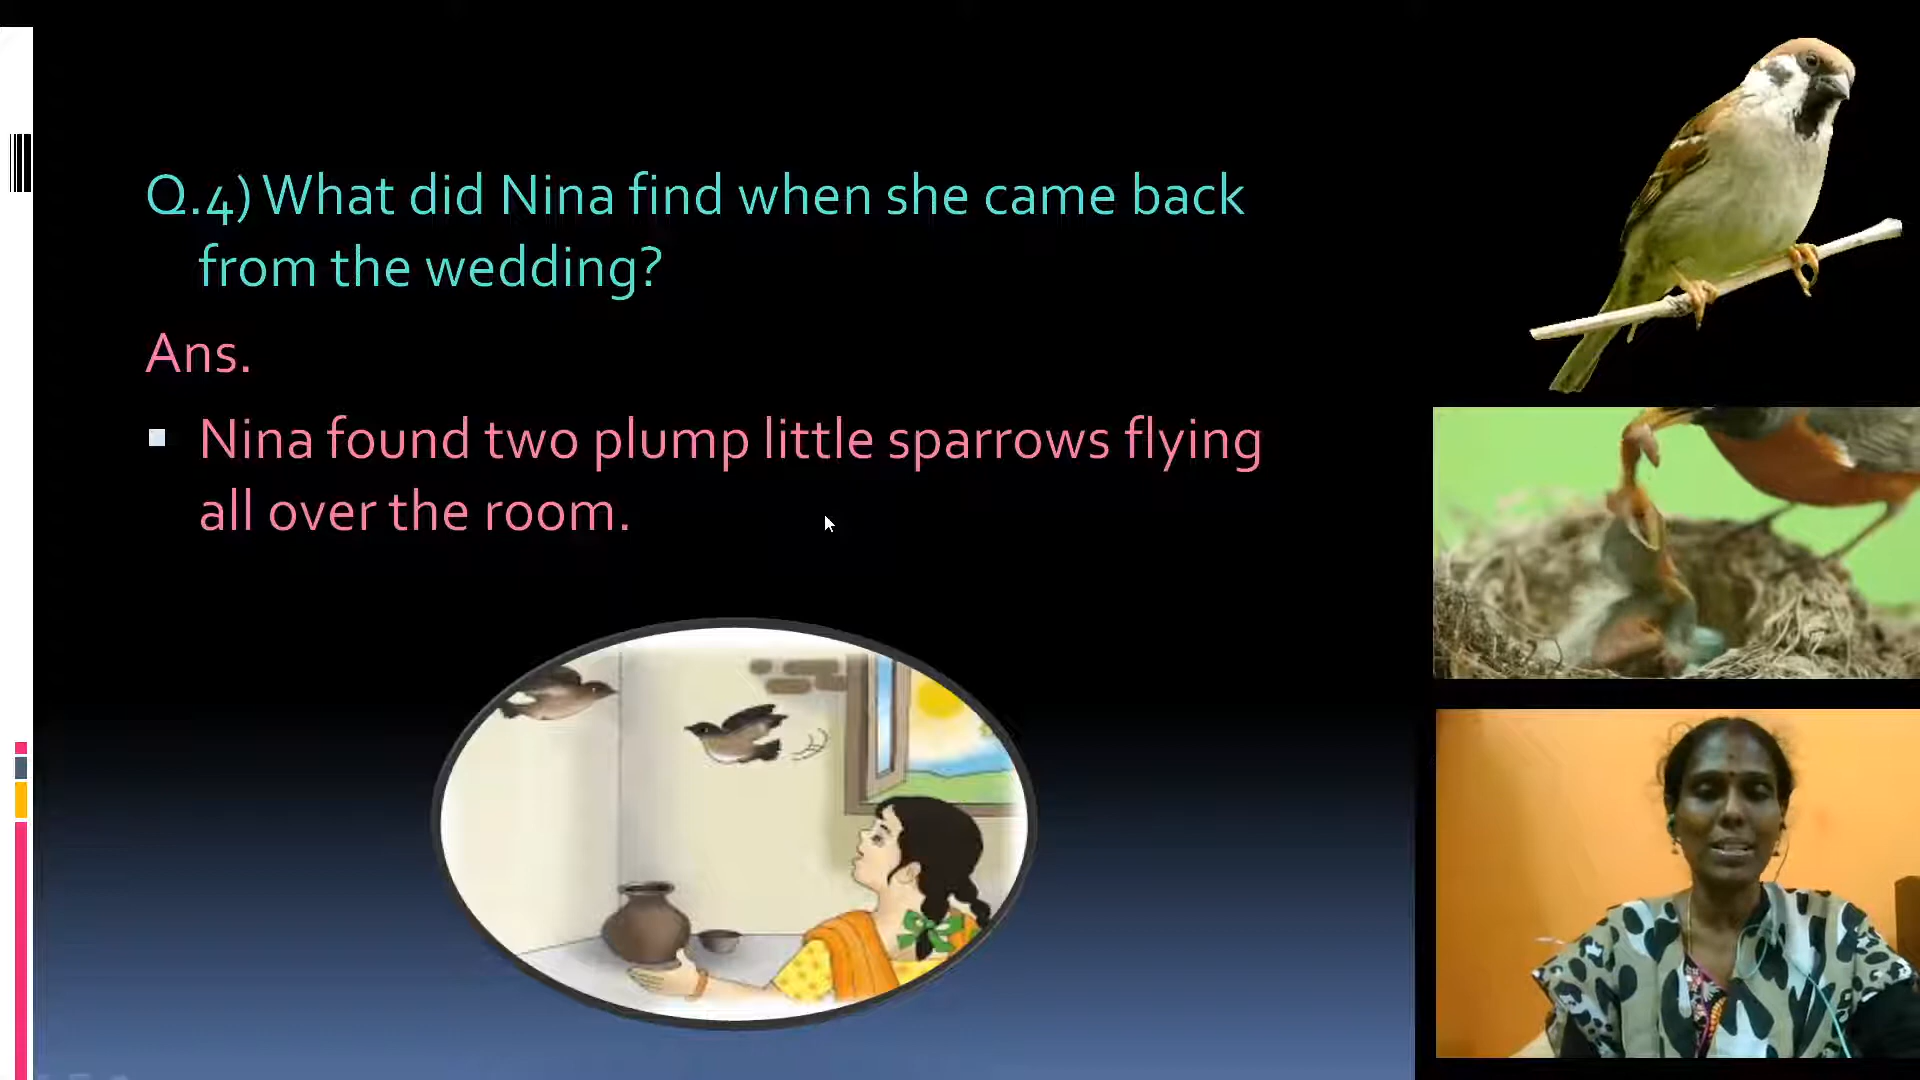 Q.4) What did Nina find when she came back
from the wedding?
Ans.
Nina found two plump little sparrows flying
all over the room.